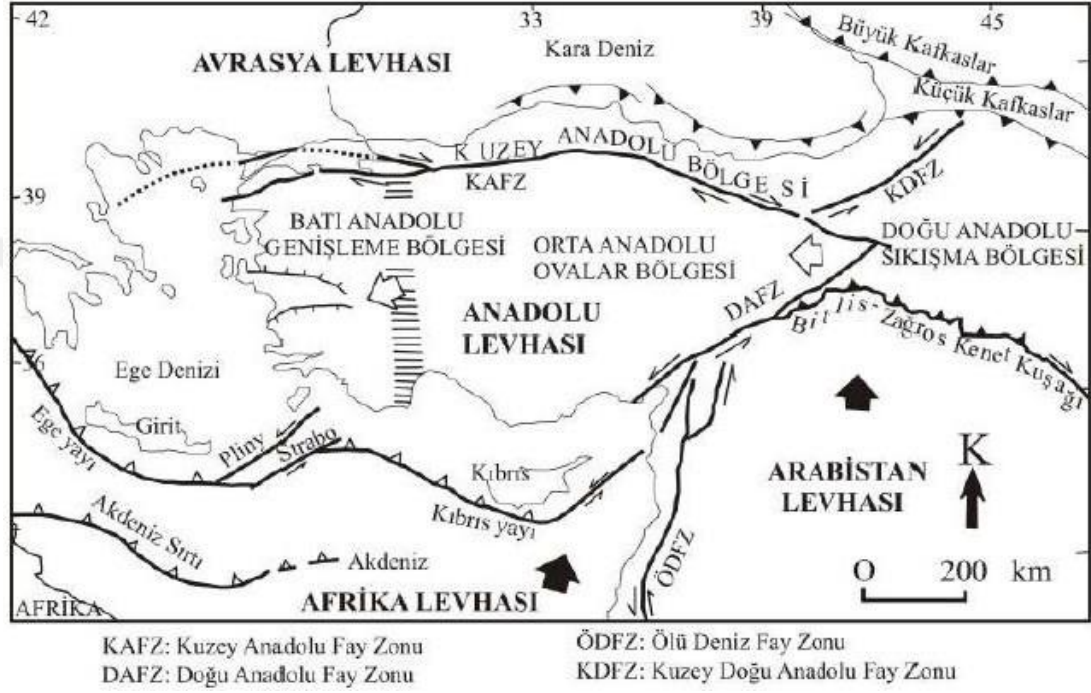 42
33
39
45
Büyük Kafkaslar
Kara Deniz
AVRASYA LEVHASI
Küçük Kafkaslar
KUZEY ANADOLU BÖLGESİ
KAFZ
KDFZ
39
BATI ANADOLU
GENİŞLEME BÖLGESİ
ORTA ANADOLU
OVALAR BÖLGESİ
DOĞU ANADOLU
SIKIŞMA BÖLGESİ
DAFZ
ANADOLU
LEVHASI
Bitlis-Zağros Kenet Kuşağı
36
Ege Denizi
Girit
Ege yayı
Pliny
Strabo
Kıbrıs
Kıbrıs yayı
ARABİSTAN
LEVHASI
K
Akdeniz Sırtı
Akdeniz
ÖDFZ
O 200 km
AFRİKA
AFRİKA LEVHASI
KAFZ: Kuzey Anadolu Fay Zonu
ÖDFZ: Ölü Deniz Fay Zonu
DAFZ: Doğu Anadolu Fay Zonu
KDFZ: Kuzey Doğu Anadolu Fay Zonu